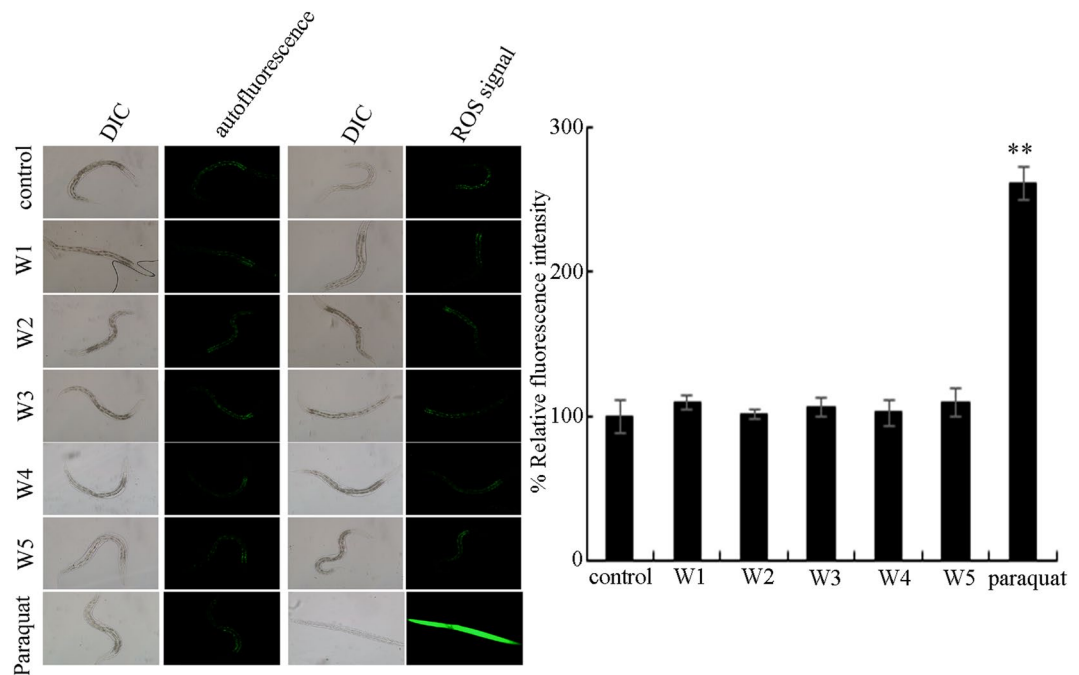 DIC
autofluorescence
DIC
ROS signal
control
W1
W2
W3
W4
W5
Paraquat
% Relative fluorescence intensity
300
200
100
0
**
control W1 W2 W3 W4 W5 paraquat